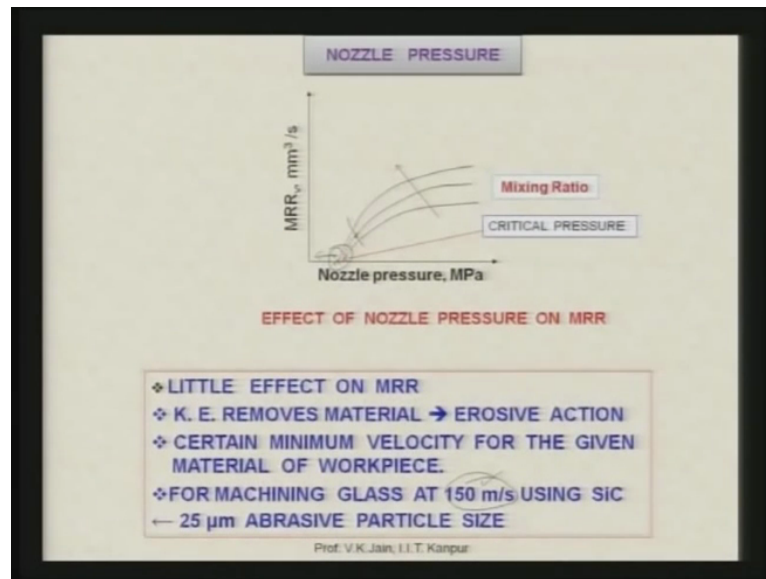 NOZZLE PRESSURE
MRRv, mm³/s
Mixing Ratio
CRITICAL PRESSURE
Nozzle pressure, MPa
EFFECT OF NOZZLE PRESSURE ON MRR
❖LITTLE EFFECT ON MRR
❖ K. E. REMOVES MATERIAL ➔ EROSIVE ACTION
❖ CERTAIN MINIMUM VELOCITY FOR THE GIVEN
MATERIAL OF WORKPIECE.
❖FOR MACHINING GLASS AT 150 m/s USING SiC
← 25 µm ABRASIVE PARTICLE SIZE
Prof. V.K.Jain, I.I.T. Kanpur